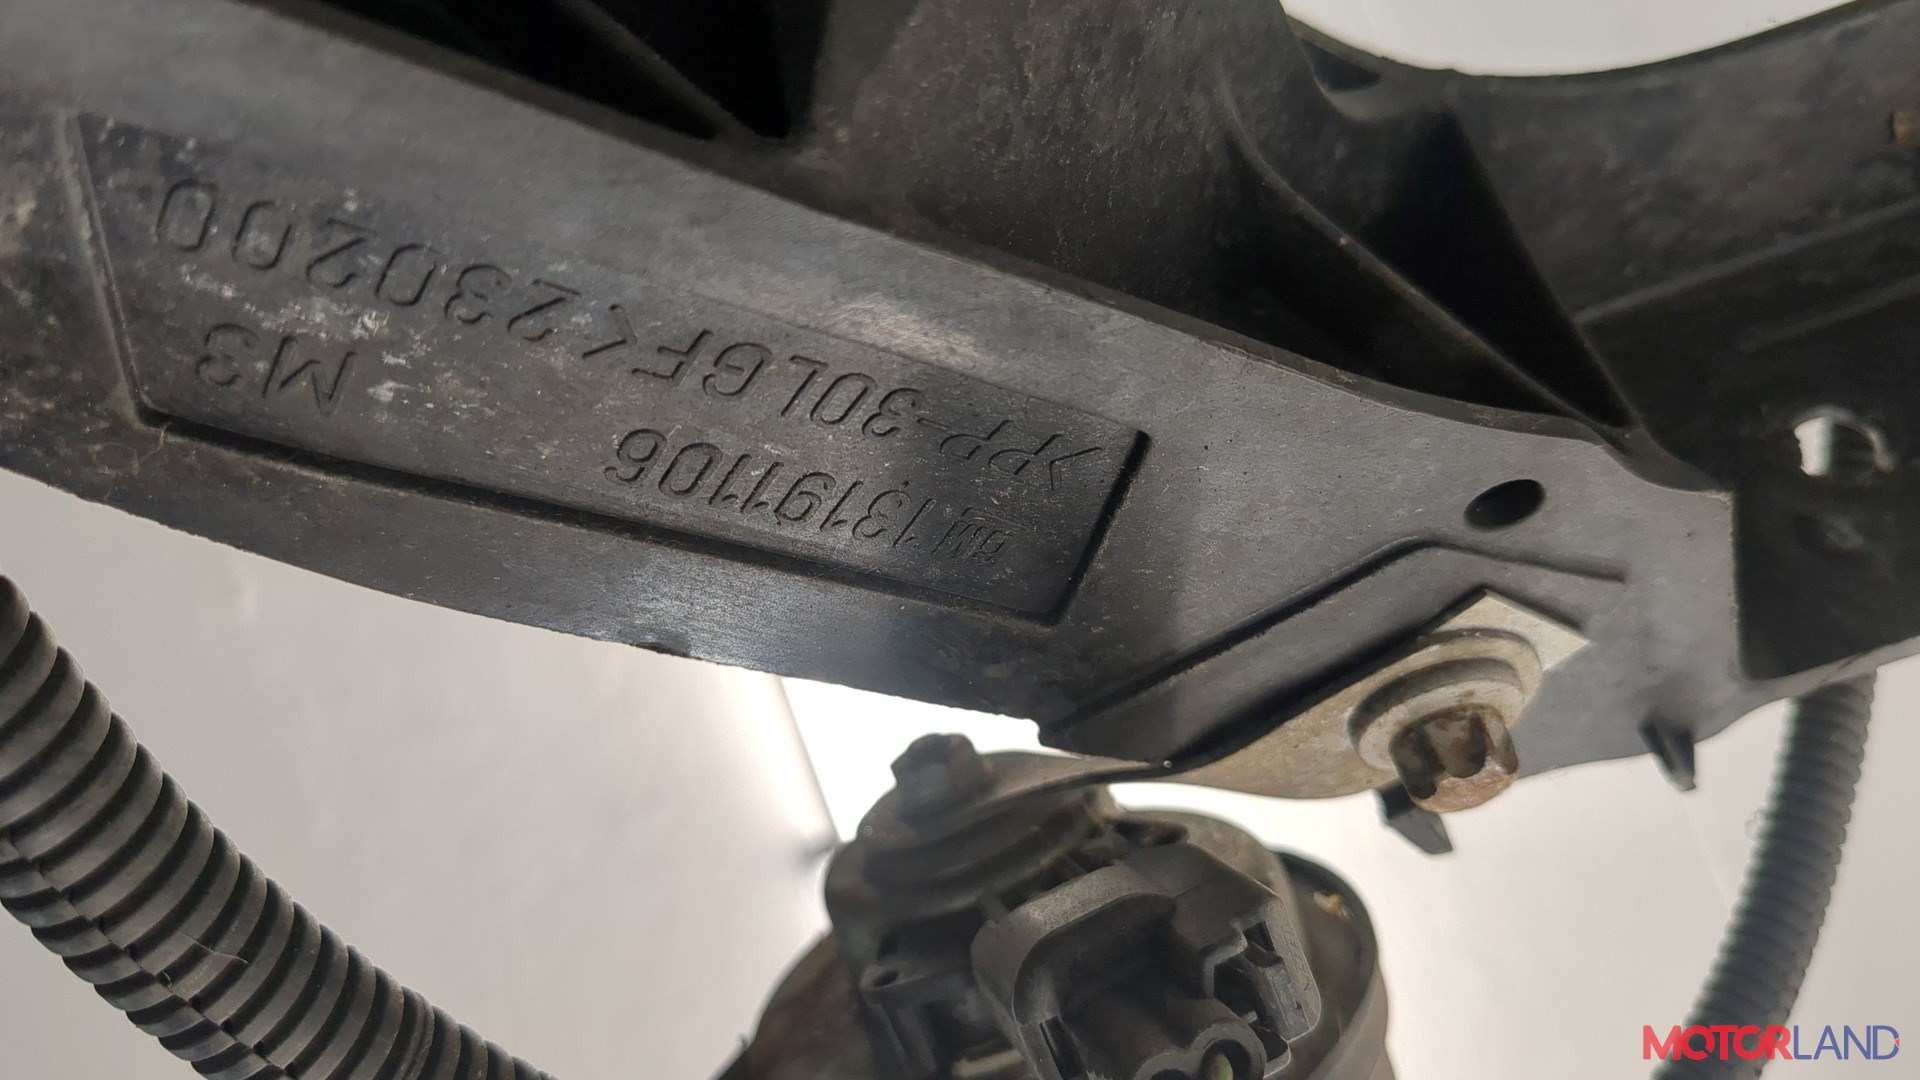 GM 13191106 M3
>PP-30LGF< 230200
MOTORLAND